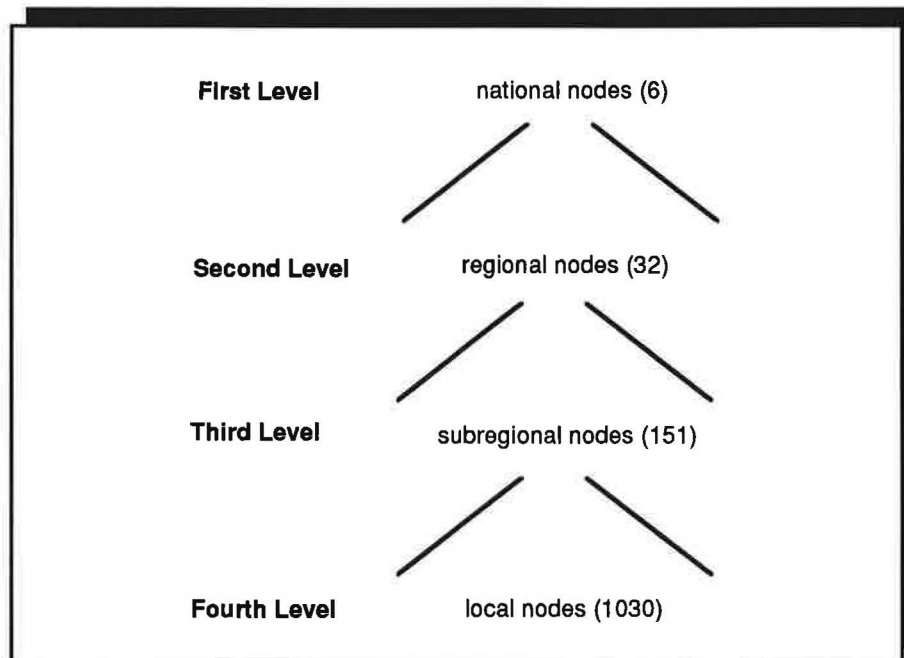 First Level national nodes (6)
Second Level regional nodes (32)
Third Level subregional nodes (151)
Fourth Level local nodes (1030)